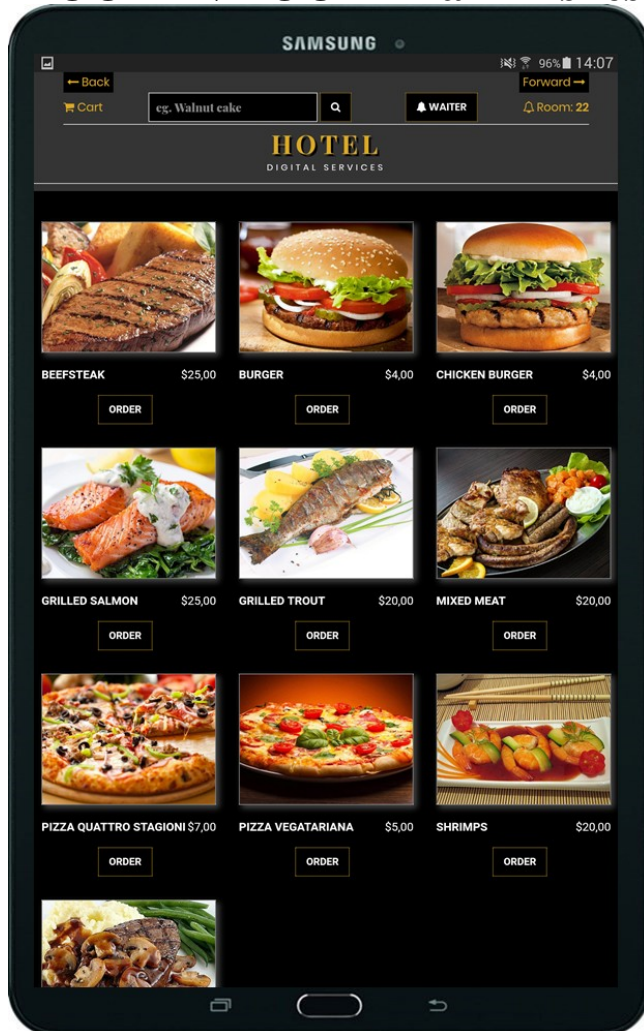 SAMSUNG
96% 14:07
← Back Forward →
Cart eg. Walnut cake WAITER Room: 22
HOTEL
DIGITAL SERVICES
BEEFSTEAK $25,00 BURGER $4,00 CHICKEN BURGER $4,00
ORDER ORDER ORDER
GRILLED SALMON $25,00 GRILLED TROUT $20,00 MIXED MEAT $20,00
ORDER ORDER ORDER
PIZZA QUATTRO STAGIONI $7,00 PIZZA VEGATARIANA $5,00 SHRIMPS $20,00
ORDER ORDER ORDER